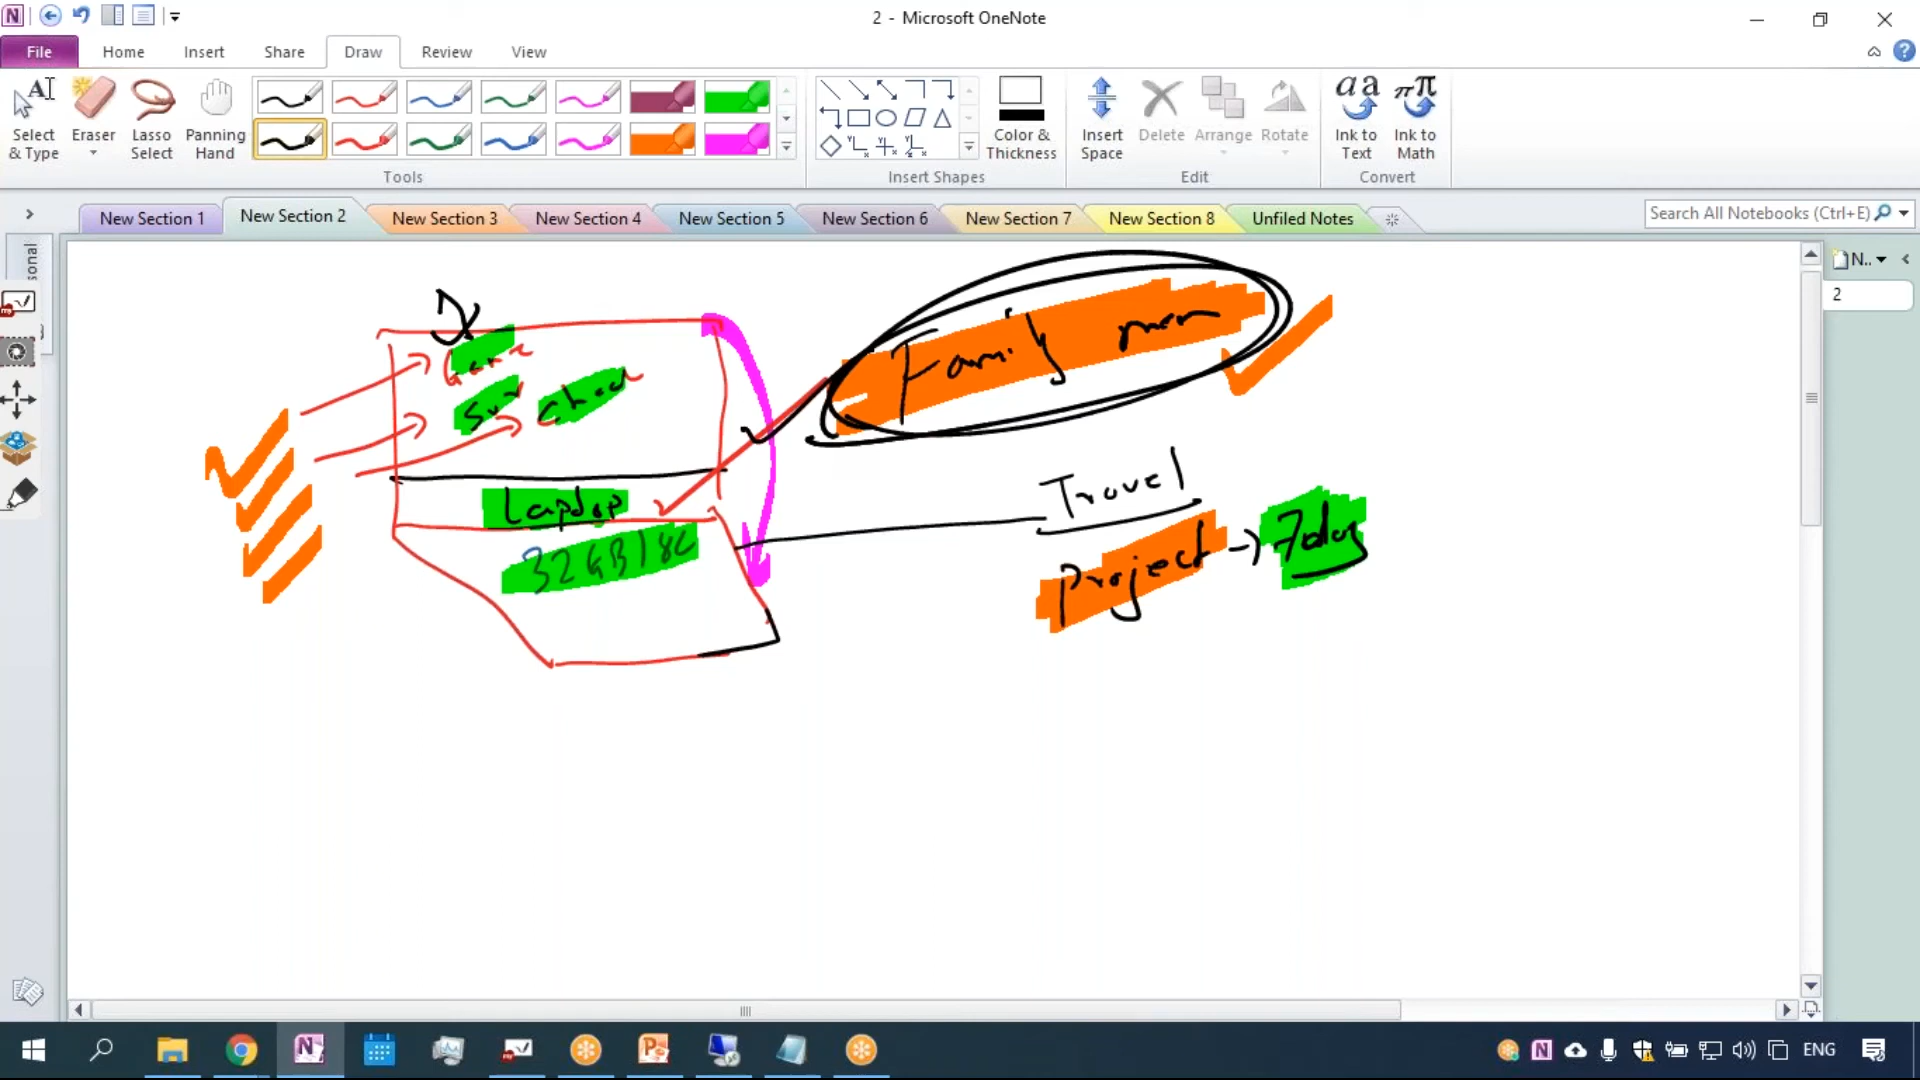 2 - Microsoft OneNote
File Home Insert Share Draw Review View
Select & Type
Eraser
Lasso Select
Panning Hand
Color & Thickness
Insert Space
Delete
Arrange
Rotate
Ink to Text
Ink to Math
Tools Insert Shapes Edit Convert
New Section 1 New Section 2 New Section 3 New Section 4 New Section 5 New Section 6 New Section 7 New Section 8 Unfiled Notes
Search All Notebooks (Ctrl+E)
sonal
N..
2
Family
Laptop
Travel
Project → 7day
ENG